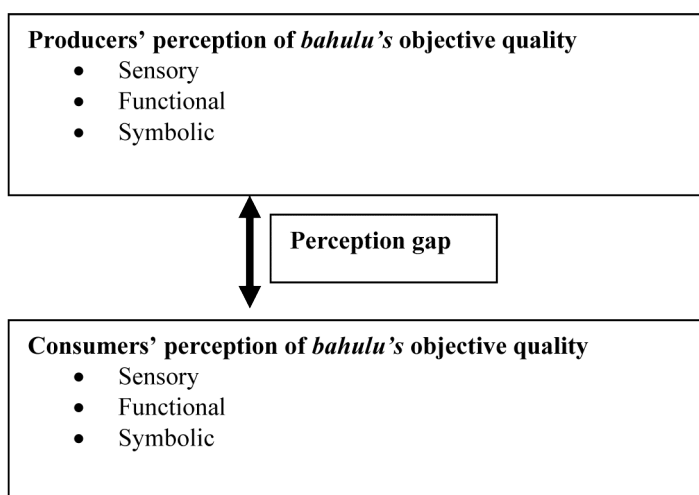 Producers’ perception of bahulu’s objective quality
• Sensory
• Functional
• Symbolic
Perception gap
Consumers’ perception of bahulu’s objective quality
• Sensory
• Functional
• Symbolic